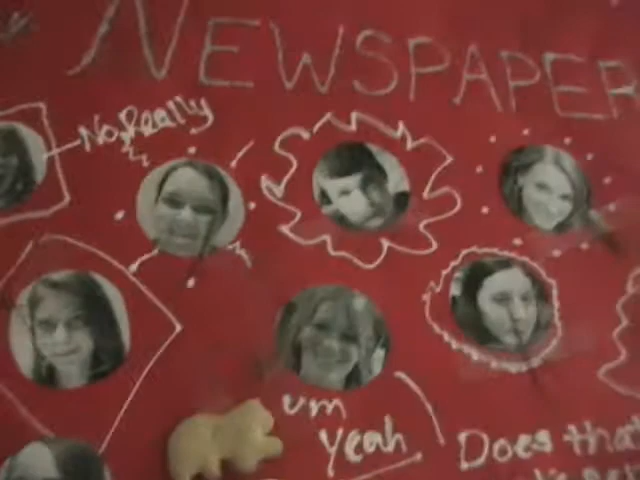 NEWSPAPER
No, Really
um
Yeah
Does that